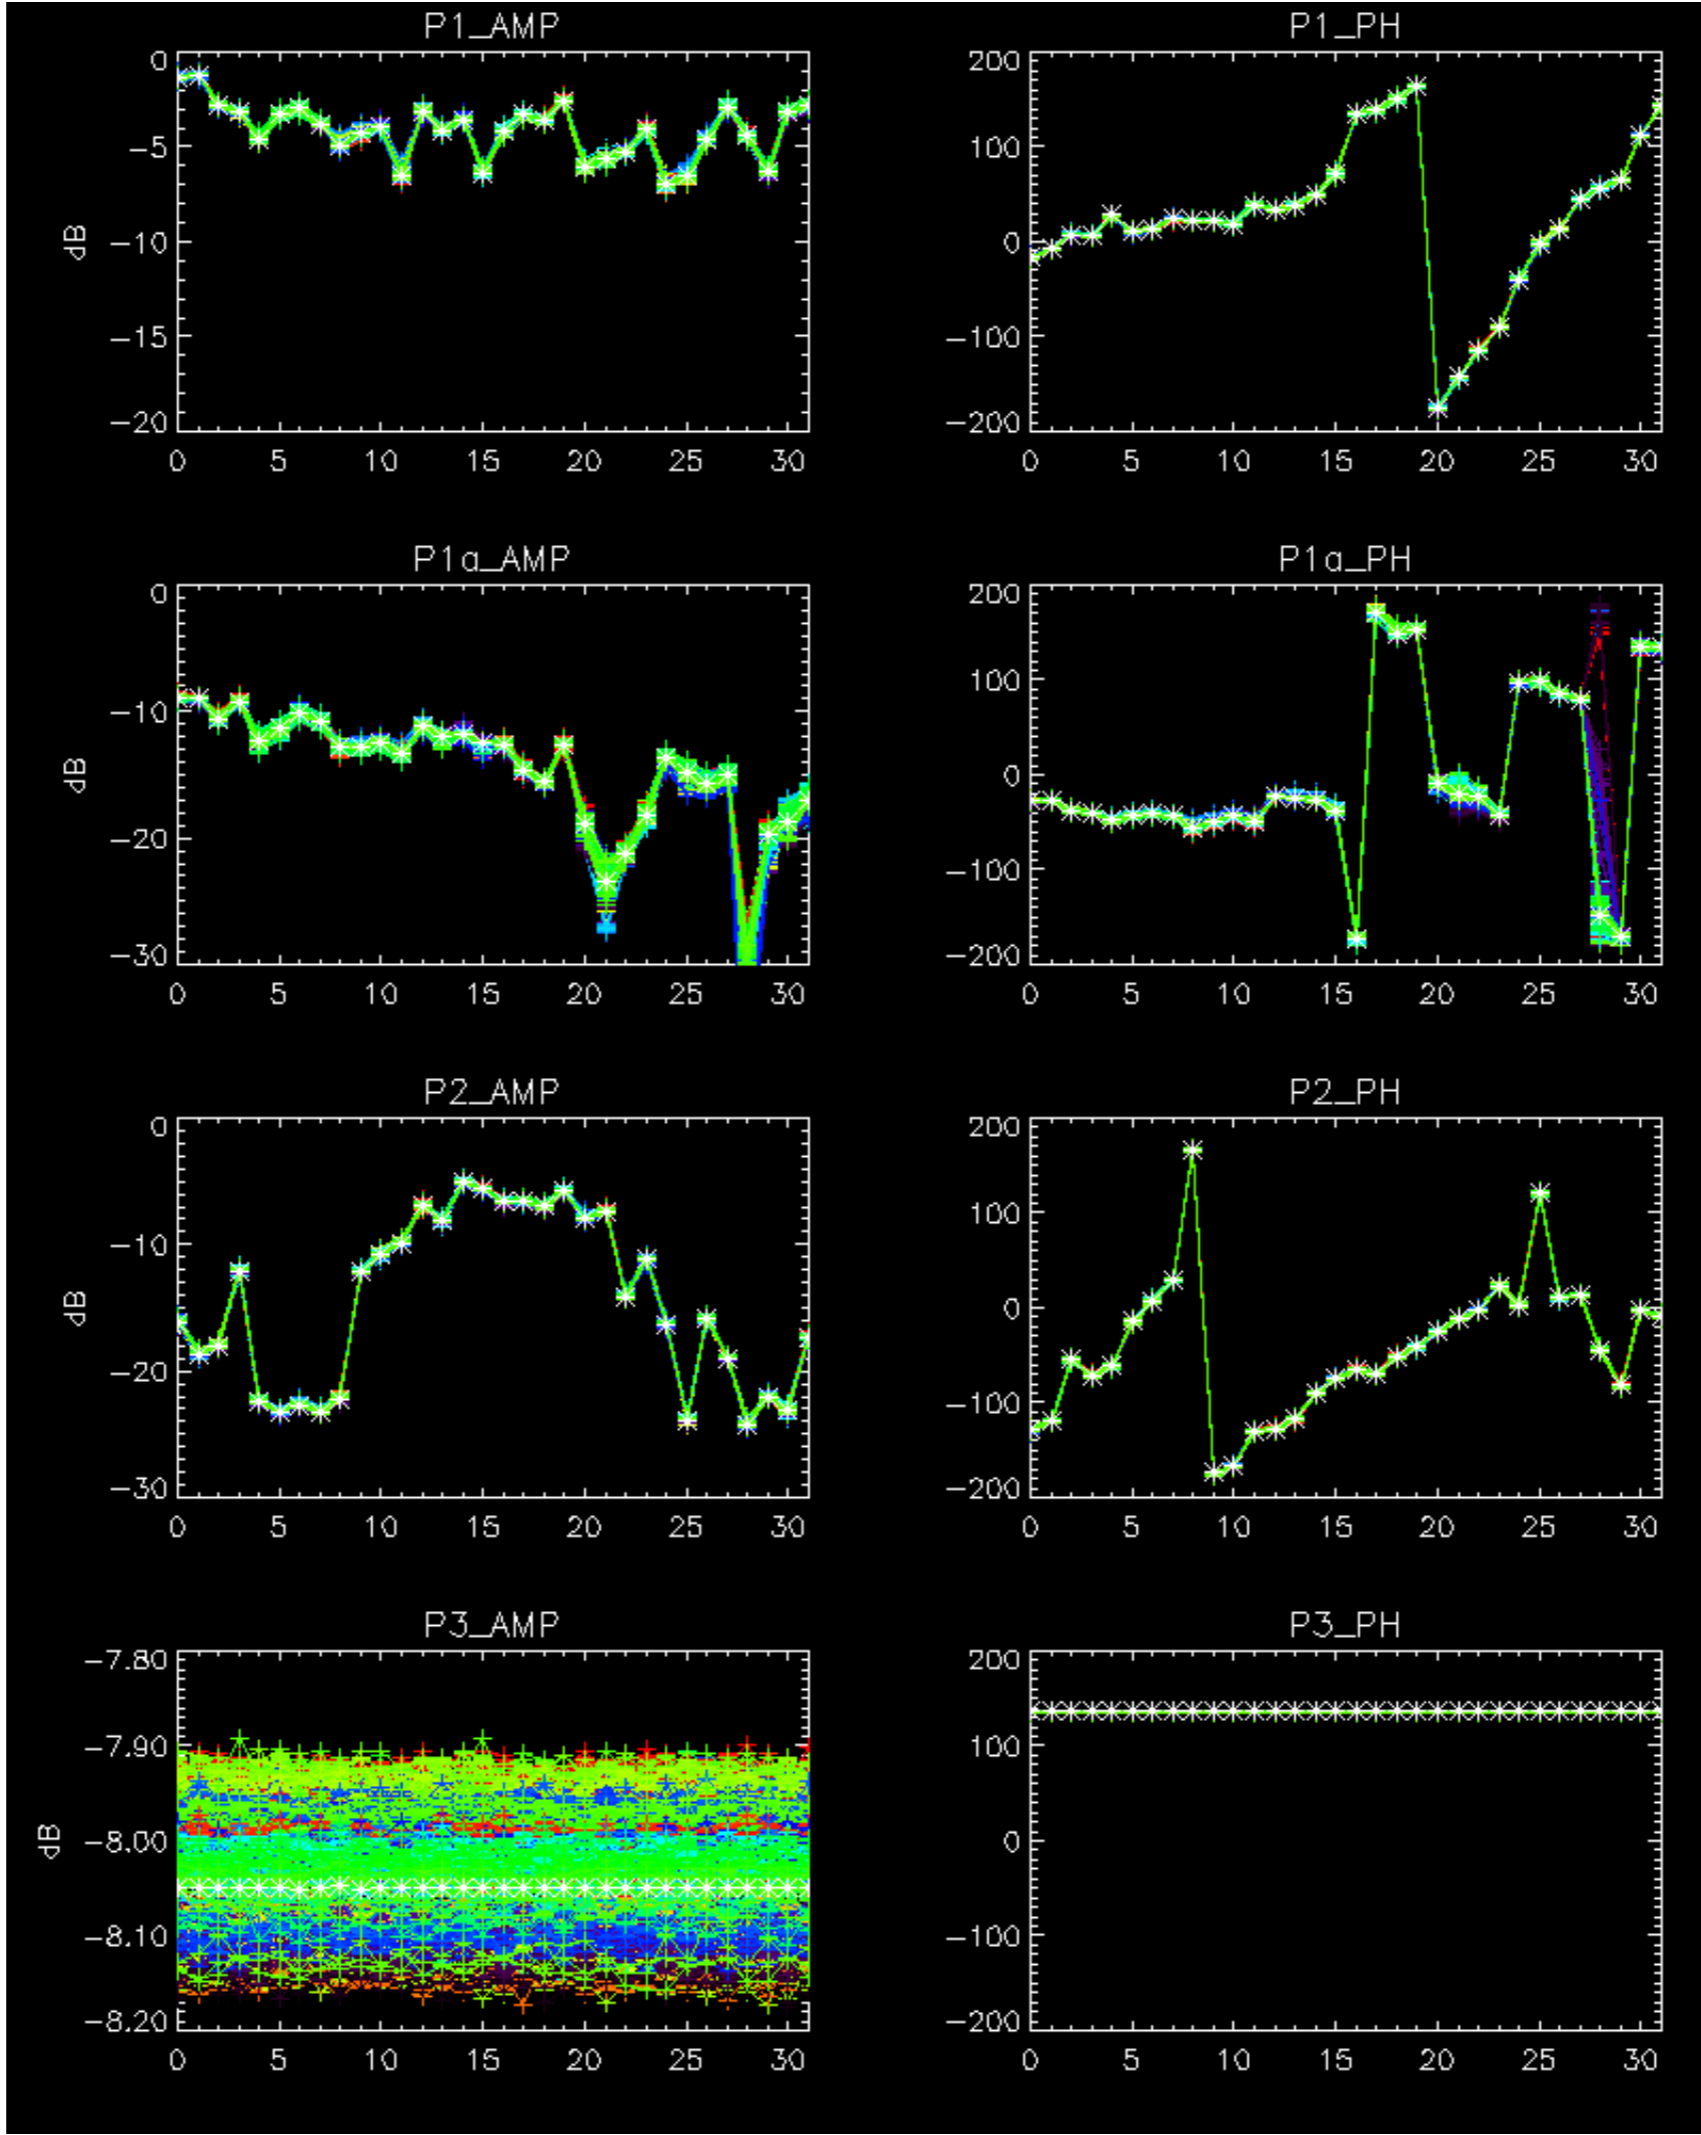 P1_AMP P1_PH
0 200
-5 100
dB -10 0
-15 -100
-20 -200
0 5 10 15 20 25 30 0 5 10 15 20 25 30
P1a_AMP P1a_PH
0 200
-10 100
dB 0
-20 -100
-30 -200
0 5 10 15 20 25 30 0 5 10 15 20 25 30
P2_AMP P2_PH
0 200
-10 100
dB 0
-20 -100
-30 -200
0 5 10 15 20 25 30 0 5 10 15 20 25 30
P3_AMP P3_PH
-7.80 200
-7.90 100
dB -8.00 0
-8.10 -100
-8.20 -200
0 5 10 15 20 25 30 0 5 10 15 20 25 30